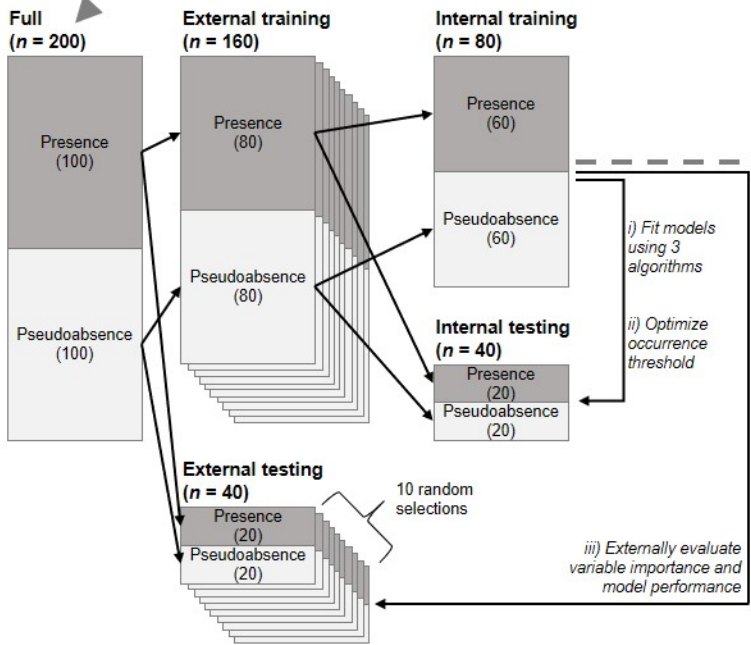 Full
(n = 200)
Presence
(100)
Pseudoabsence
(100)
External training
(n = 160)
Presence
(80)
Pseudoabsence
(80)
Internal training
(n = 80)
Presence
(60)
Pseudoabsence
(60)
i) Fit models
using 3
algorithms
ii) Optimize
occurrence
threshold
Internal testing
(n = 40)
Presence
(20)
Pseudoabsence
(20)
External testing
(n = 40)
Presence
(20)
Pseudoabsence
(20)
10 random
selections
iii) Externally evaluate
variable importance and
model performance